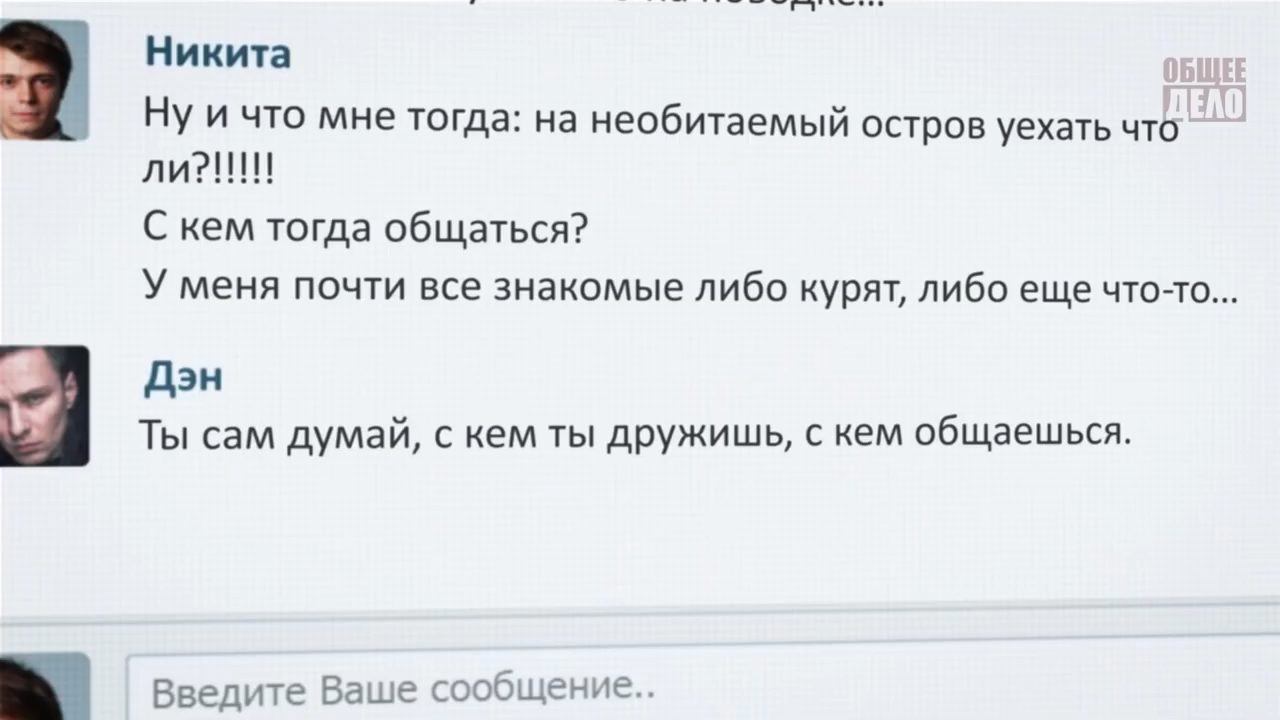 Никита
ОБЩЕЕ
ДЕЛО
Ну и что мне тогда: на необитаемый остров уехать что
ли?!!!!!
С кем тогда общаться?
У меня почти все знакомые либо курят, либо еще что-то...
Дэн
Ты сам думай, с кем ты дружишь, с кем общаешься.
Введите Ваше сообщение..